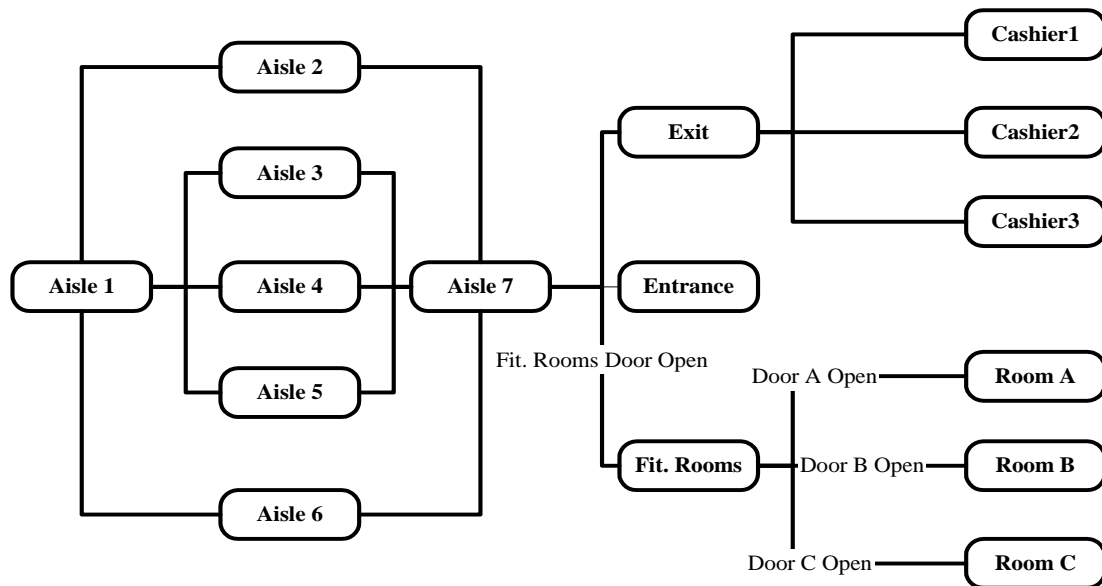 Cashier1
Aisle 2
Exit
Cashier2
Aisle 3
Cashier3
Aisle 1
Aisle 4
Aisle 7
Entrance
Fit. Rooms Door Open
Door A Open
Room A
Aisle 5
Fit. Rooms
Door B Open
Room B
Aisle 6
Door C Open
Room C